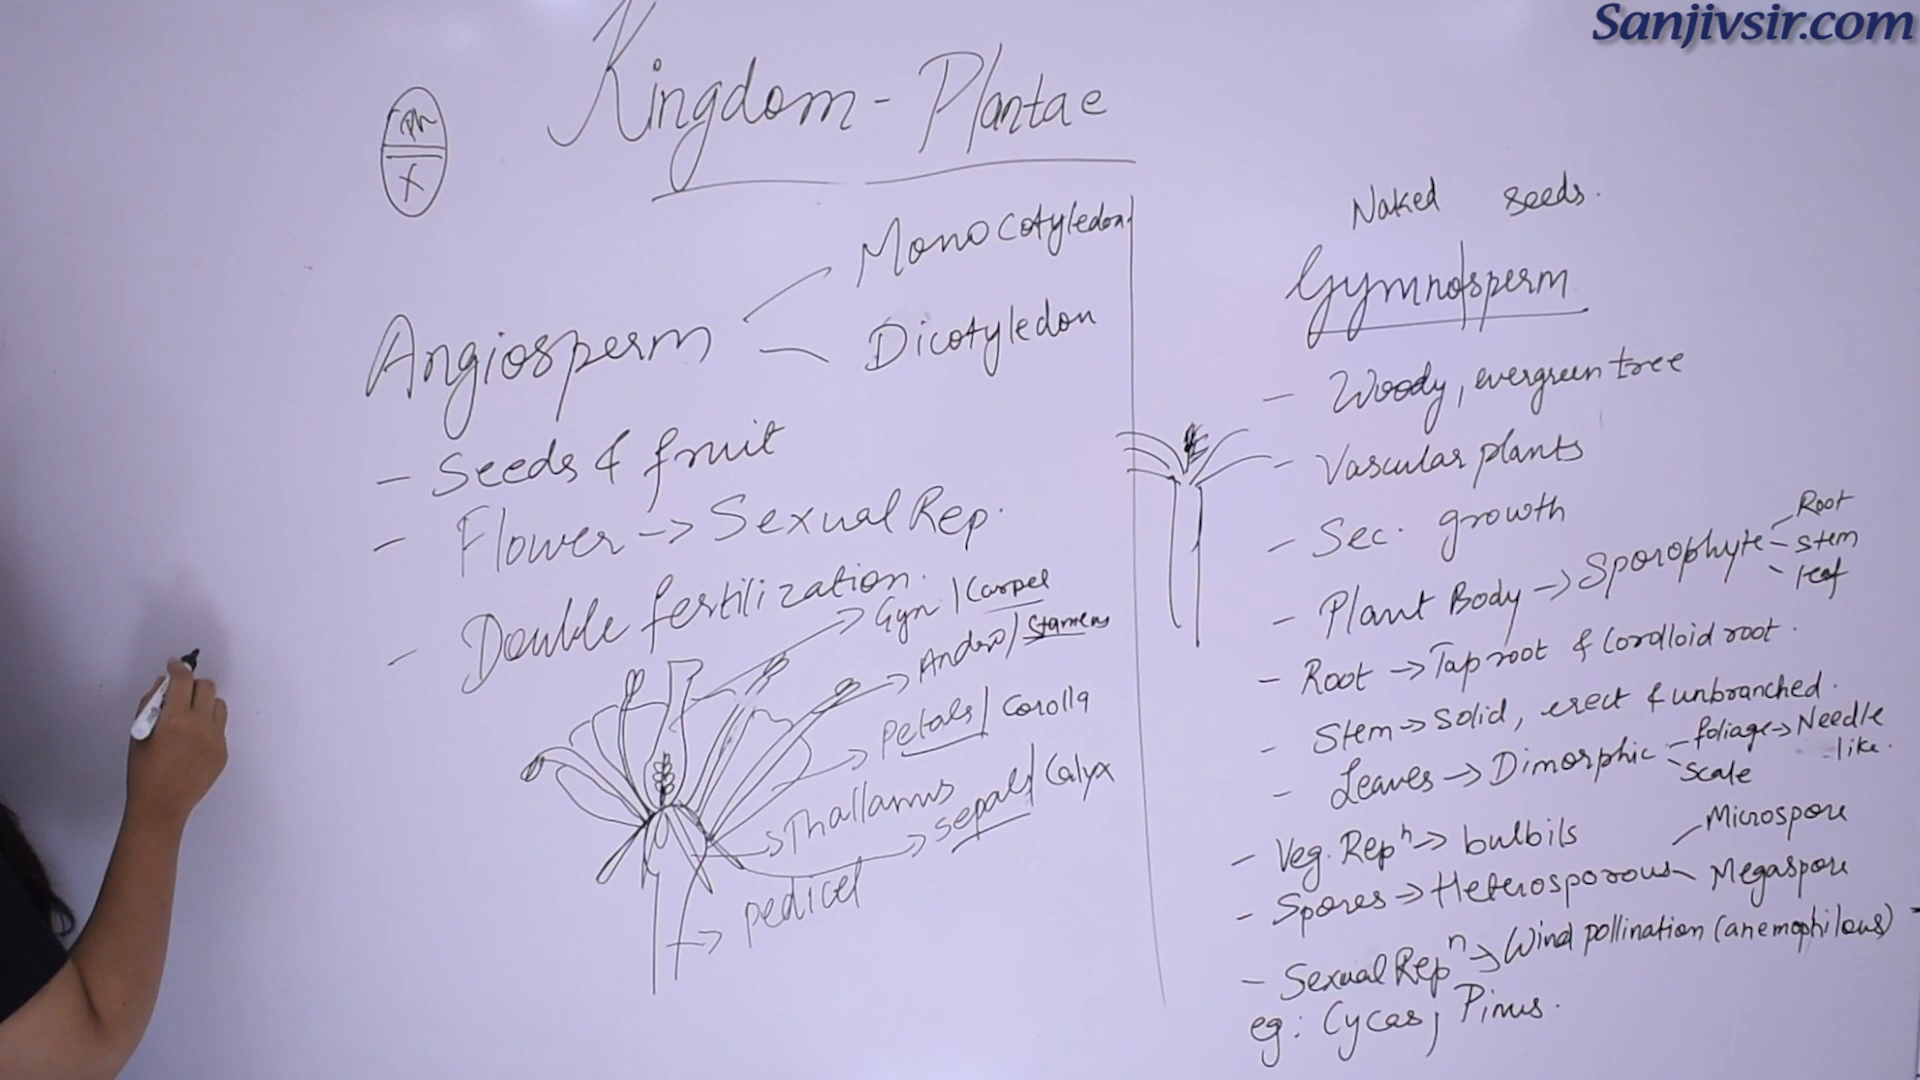 Sanjivsir.com
Kingdom - Plantae
Angiosperm
Monocotyledon
Dicotyledon
- Seeds & fruit
- Flower -> Sexual Rep.
- Double fertilization.
-> Gyn / Carpel
-> Andro / Stamens
-> Petals / Corolla
-> Thallamus
-> Sepals / Calyx
-> pedicel
Naked seeds.
Gymnosperm
- Woody, evergreen tree
- Vascular plants
- Sec. growth
- Plant Body -> Sporophyte - Root
- Stem
- leaf
- Root -> Tap root & Cordloid root.
- Stem -> Solid, erect & unbranched.
- Leaves -> Dimorphic - foliage -> Needle like.
- Scale
- Veg. Repⁿ -> bulbils
- Spores -> Heterosporous - Microspore
- Megaspore
- Sexual Repⁿ -> Wind pollination (anemophilous)
eg: Cycas, Pinus.